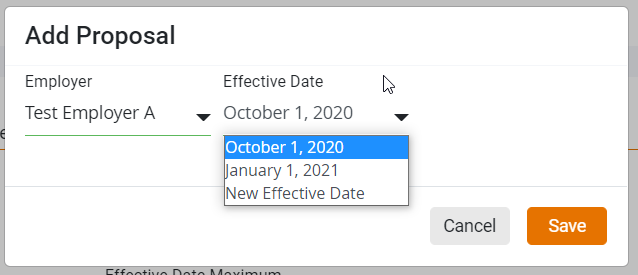 Add Proposal
Employer
Effective Date
Test Employer A
October 1, 2020
October 1, 2020
January 1, 2021
New Effective Date
Cancel
Save
Effective Date Maximum